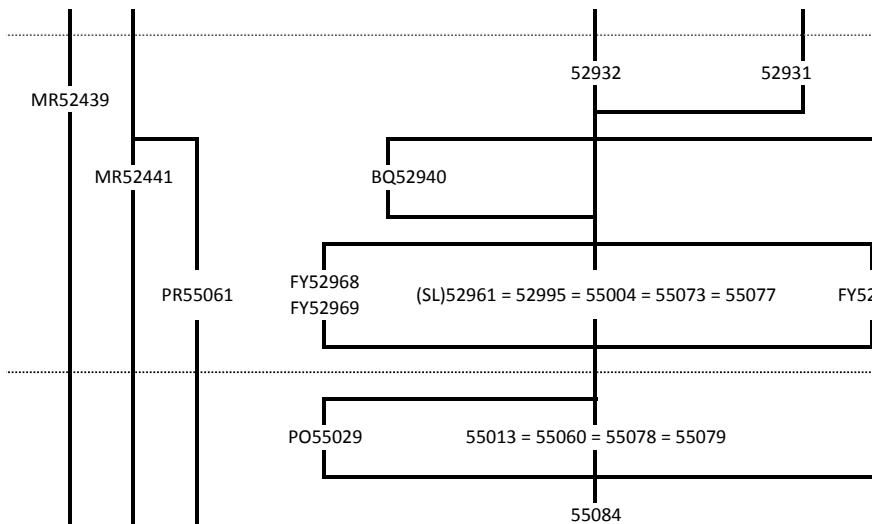 52932 52931
MR52439
MR52441 BQ52940
FY52968
PR55061 (SL)52961 = 52995 = 55004 = 55073 = 55077 FY52
FY52969
PO55029 55013 = 55060 = 55078 = 55079
55084